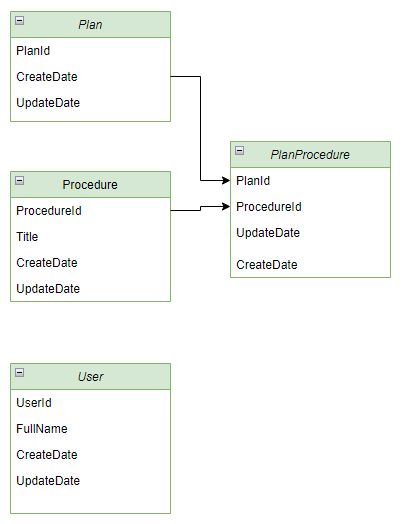 Plan
PlanId
CreateDate
UpdateDate
PlanProcedure
PlanId
ProcedureId
UpdateDate
CreateDate
Procedure
ProcedureId
Title
CreateDate
UpdateDate
User
UserId
FullName
CreateDate
UpdateDate